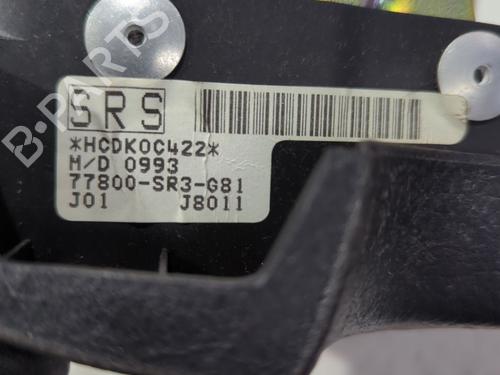 SRS
*HCDK0C422*
M/D 0993
77800-SR3-G81
J01 J8011
B-PARTS